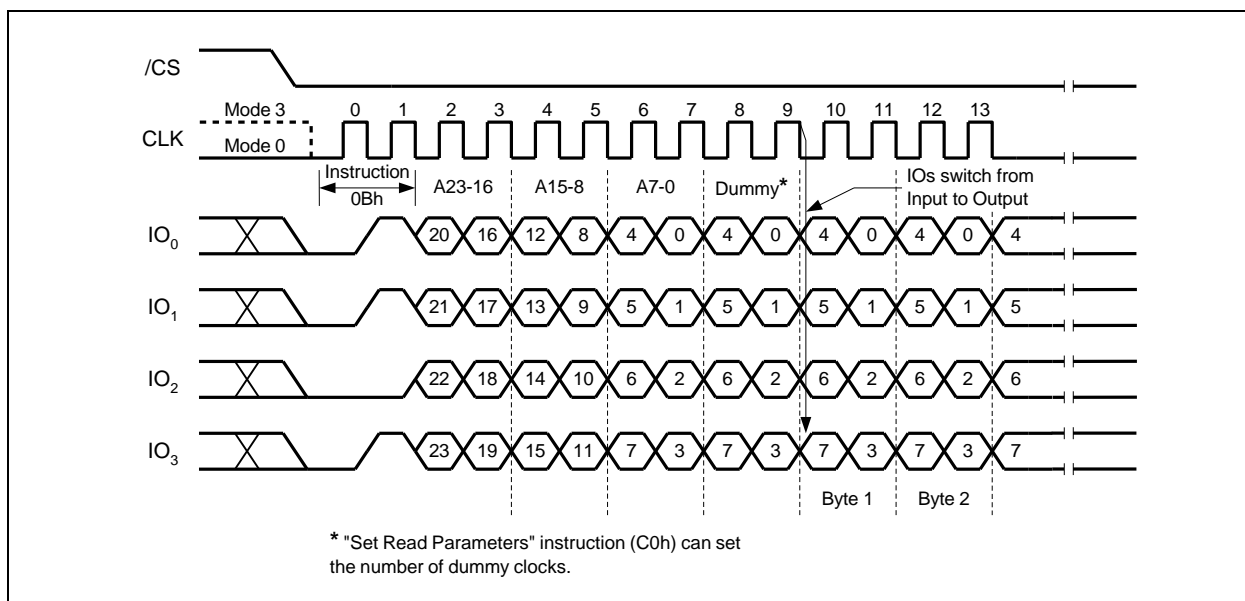 /CS
Mode 3 0 1 2 3 4 5 6 7 8 9 10 11 12 13
CLK Mode 0
Instruction
0Bh
A23-16 A15-8 A7-0 Dummy*
IOs switch from
Input to Output
IO0 20 16 12 8 4 0 4 0 4 0 4 0 4
IO1 21 17 13 9 5 1 5 1 5 1 5 1 5
IO2 22 18 14 10 6 2 6 2 6 2 6 2 6
IO3 23 19 15 11 7 3 7 3 7 3 7 3 7
Byte 1 Byte 2
* "Set Read Parameters" instruction (C0h) can set
the number of dummy clocks.